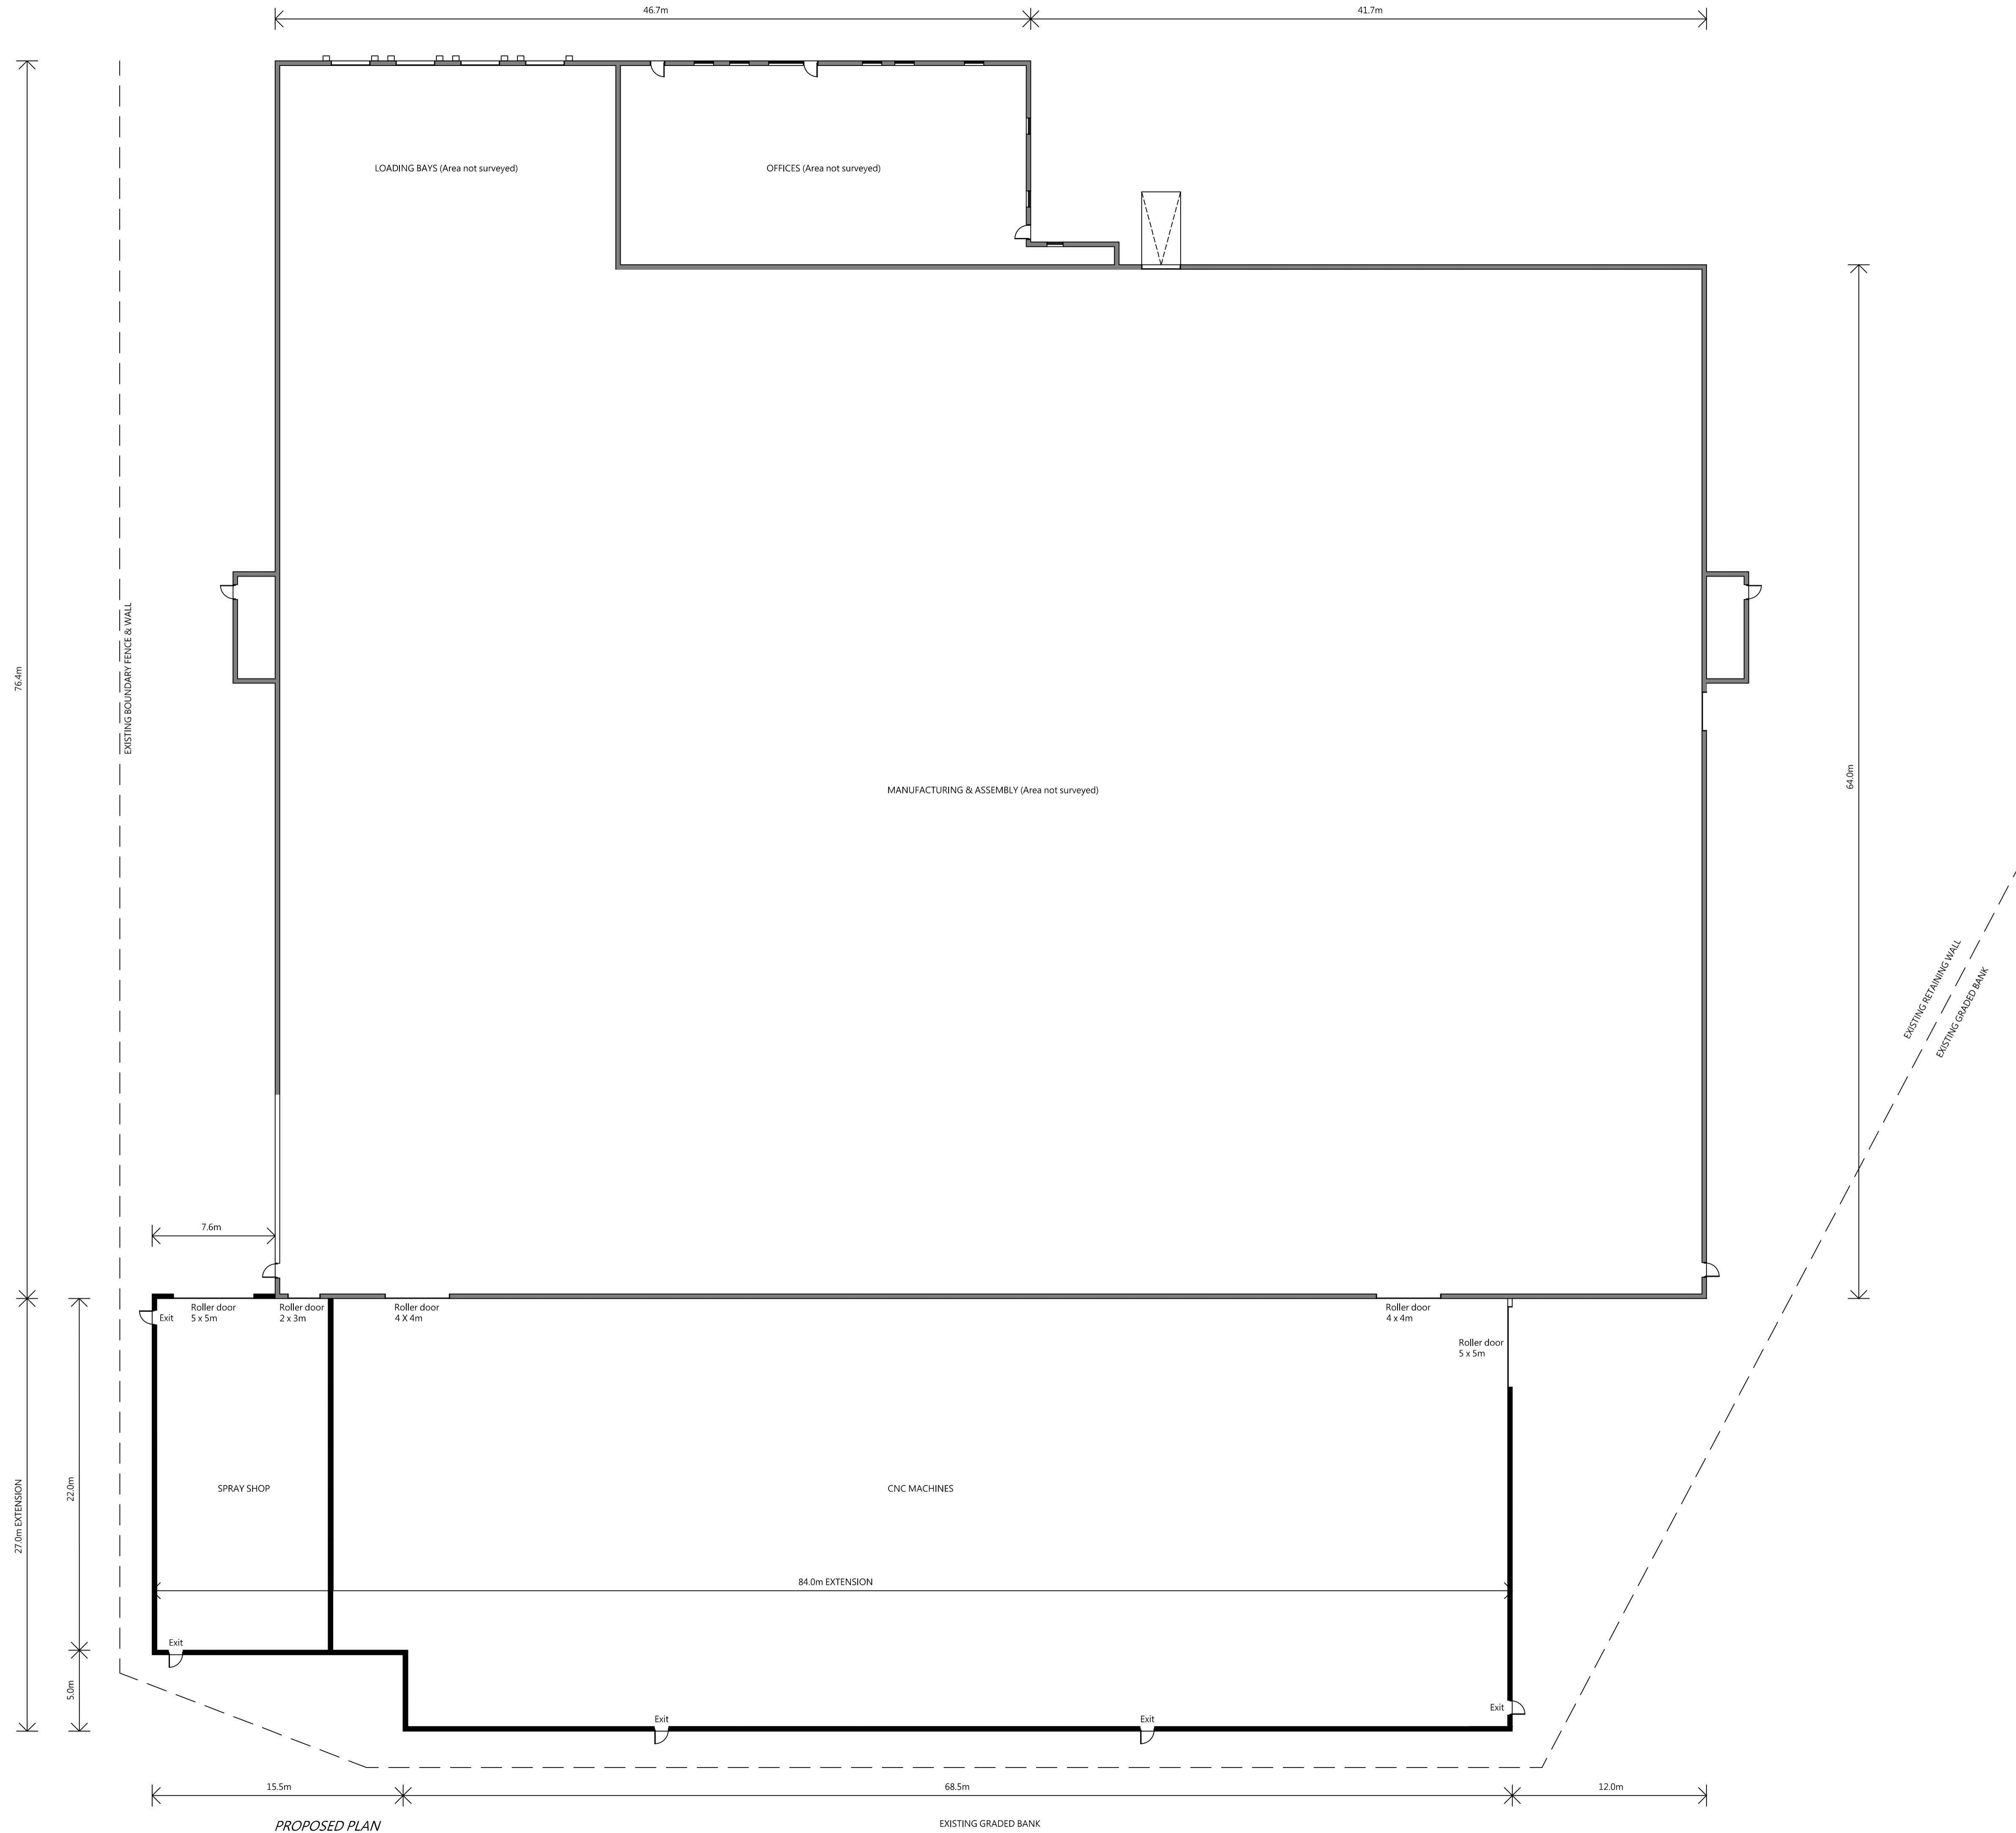 46.7m
41.7m
LOADING BAYS (Area not surveyed)
OFFICES (Area not surveyed)
EXISTING BOUNDARY FENCE & WALL
76.4m
64.0m
MANUFACTURING & ASSEMBLY (Area not surveyed)
EXISTING RETAINING WALL
EXISTING GRADED BANK
7.6m
Exit
Roller door
5 x 5m
Roller door
2 x 3m
Roller door
4 X 4m
Roller door
4 x 4m
Roller door
5 x 5m
27.0m EXTENSION
22.0m
SPRAY SHOP
CNC MACHINES
84.0m EXTENSION
Exit
5.0m
Exit
Exit
Exit
15.5m
68.5m
12.0m
PROPOSED PLAN
EXISTING GRADED BANK